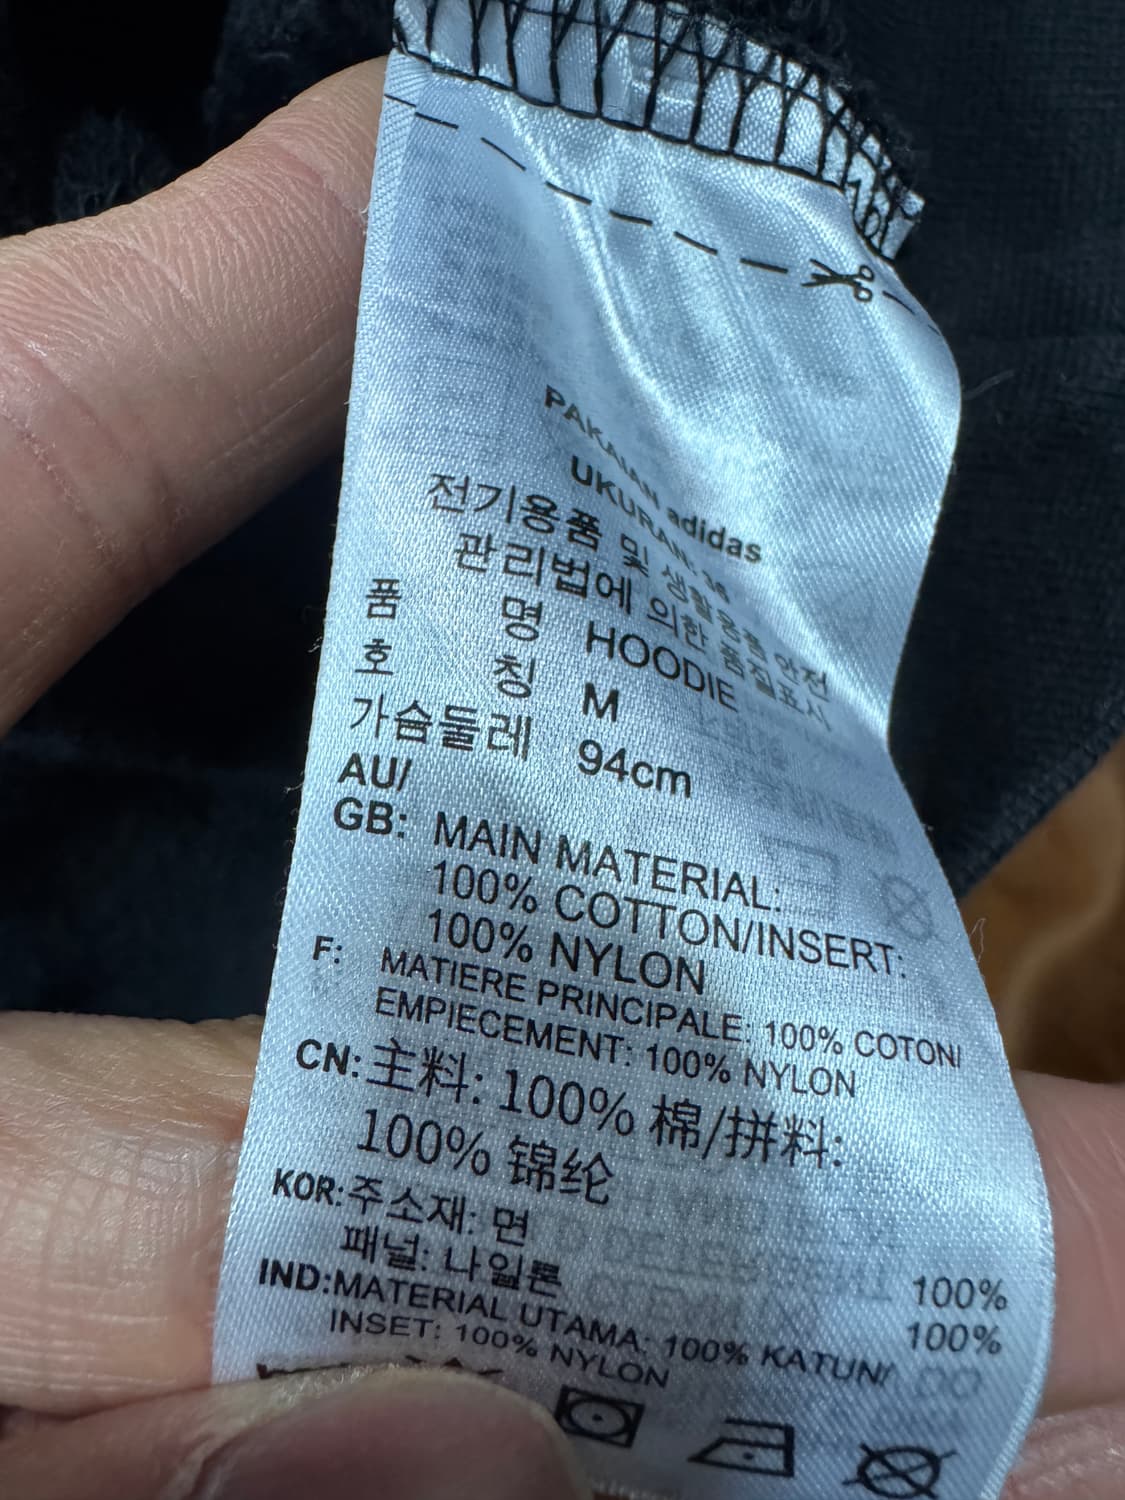 PAKAIAN adidas
UKURAN: 38
전기용품 및 생활용품 안전
관리법에 의한 품질표시
품 명 HOODIE
호 칭 M
가슴둘레 94cm
AU/
GB: MAIN MATERIAL:
100% COTTON/INSERT:
100% NYLON
F: MATIERE PRINCIPALE: 100% COTON/
EMPIECEMENT: 100% NYLON
CN: 主料: 100% 棉/拼料:
100% 锦纶
KOR: 주소재: 면 100%
패널: 나일론 100%
IND: MATERIAL UTAMA: 100% KATUN/
INSET: 100% NYLON